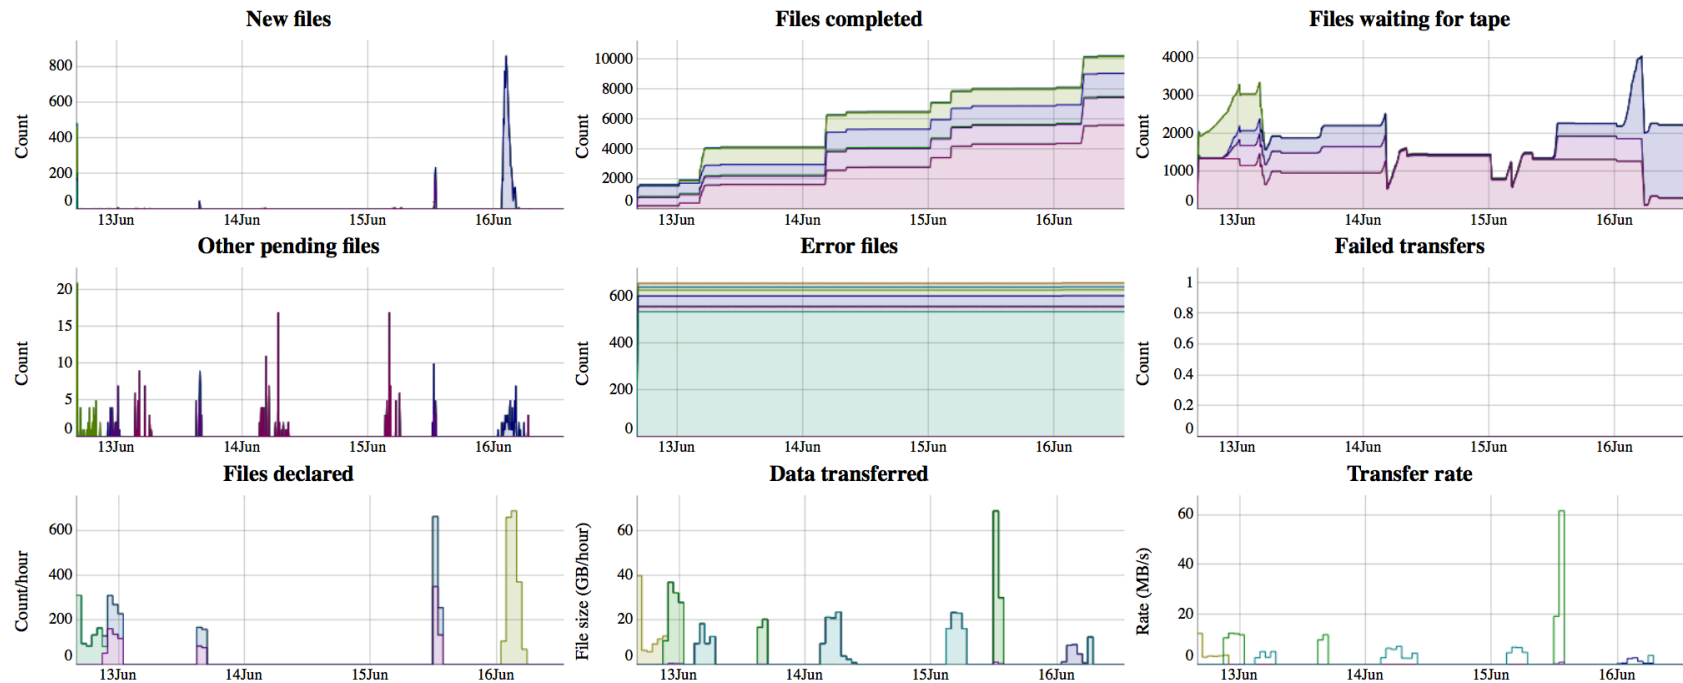 New files
Count
800
600
400
200
0
13Jun 14Jun 15Jun 16Jun
Files completed
Count
10000
8000
6000
4000
2000
0
13Jun 14Jun 15Jun 16Jun
Files waiting for tape
Count
4000
3000
2000
1000
0
13Jun 14Jun 15Jun 16Jun
Other pending files
Count
20
15
10
5
0
13Jun 14Jun 15Jun 16Jun
Error files
Count
600
400
200
0
13Jun 14Jun 15Jun 16Jun
Failed transfers
Count
1
0.8
0.6
0.4
0.2
0
13Jun 14Jun 15Jun 16Jun
Files declared
Count/hour
600
400
200
0
13Jun 14Jun 15Jun 16Jun
Data transferred
File size (GB/hour)
60
40
20
0
13Jun 14Jun 15Jun 16Jun
Transfer rate
Rate (MB/s)
60
40
20
0
13Jun 14Jun 15Jun 16Jun